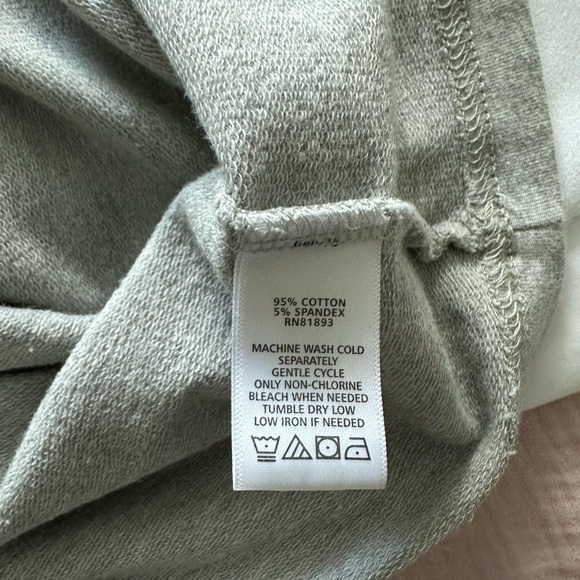 95% COTTON
5% SPANDEX
RN81893
MACHINE WASH COLD
SEPARATELY
GENTLE CYCLE
ONLY NON-CHLORINE
BLEACH WHEN NEEDED
TUMBLE DRY LOW
LOW IRON IF NEEDED